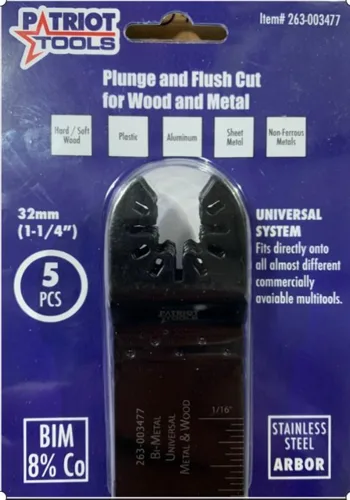 PATRIOT
TOOLS
Item# 263-003477
Plunge and Flush Cut
for Wood and Metal
Hard / Soft
Wood
Plastic
Aluminum
Sheet
Metal
Non-Ferrous
Metals
32mm
(1-1/4")
5
PCS
UNIVERSAL
SYSTEM
Fits directly onto
all almost different
commercially
avaiable multitools.
PATRIOT
TOOLS
263-003477
Bi-Metal
Universal
Metal & Wood
1/16"
BIM
8% Co
STAINLESS
STEEL
ARBOR